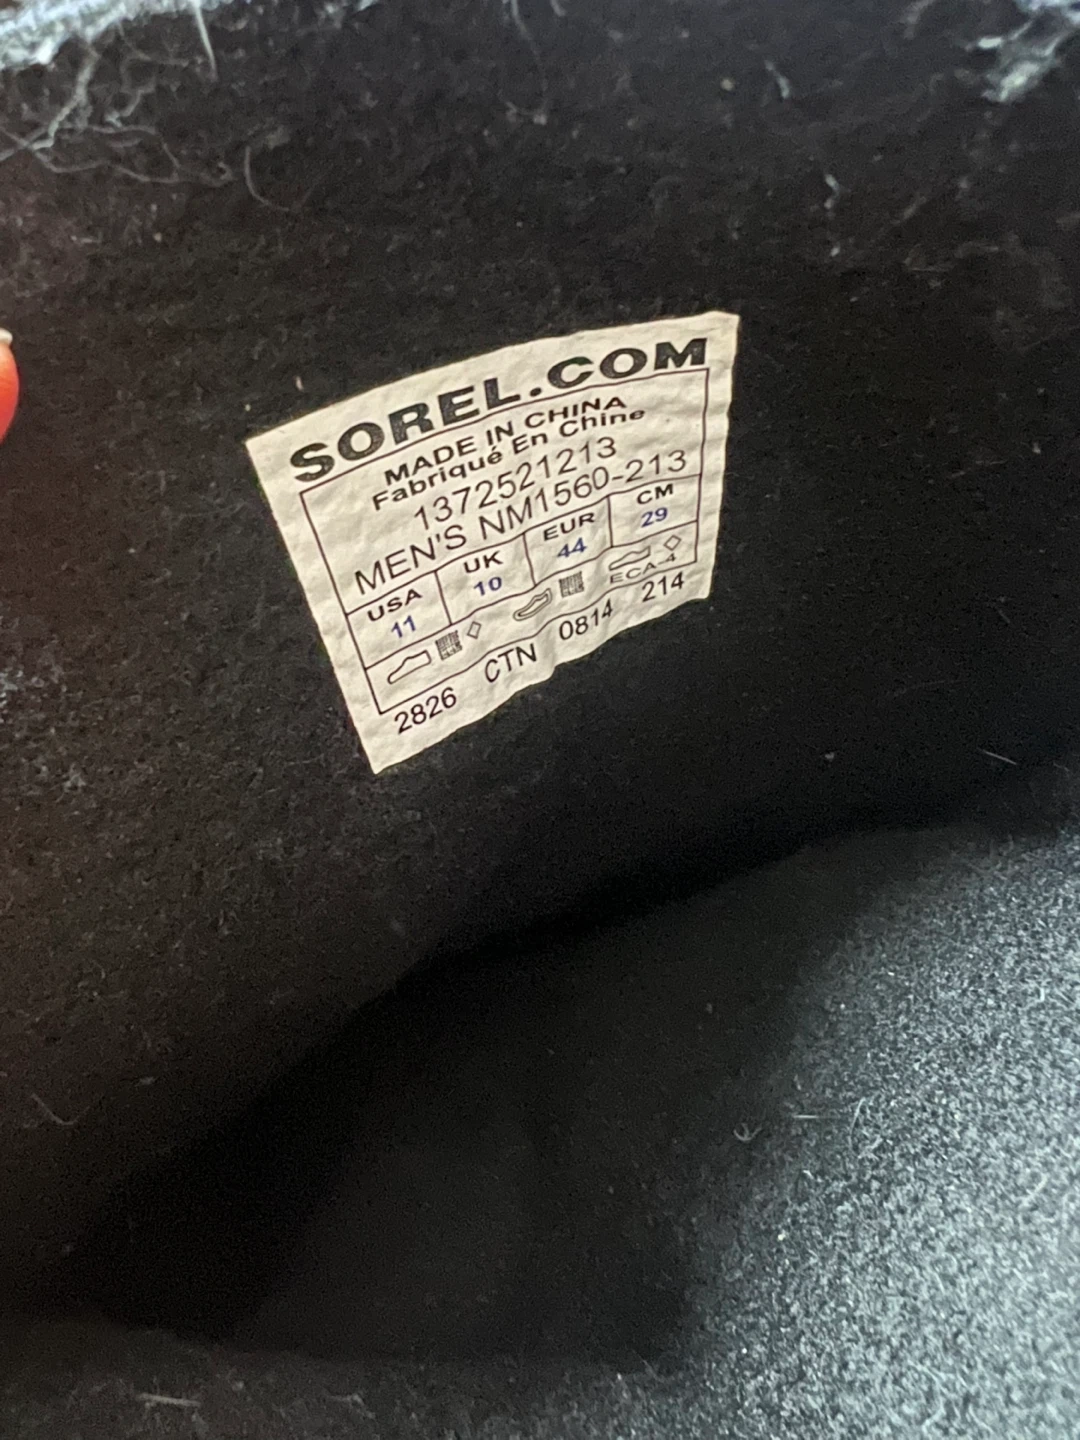 SOREL.COM
MADE IN CHINA
Fabriqué En Chine
1372521213
MEN'S NM1560-213
USA UK EUR CM
11 10 44 29
ECA-4
2826 CTN 0814 214